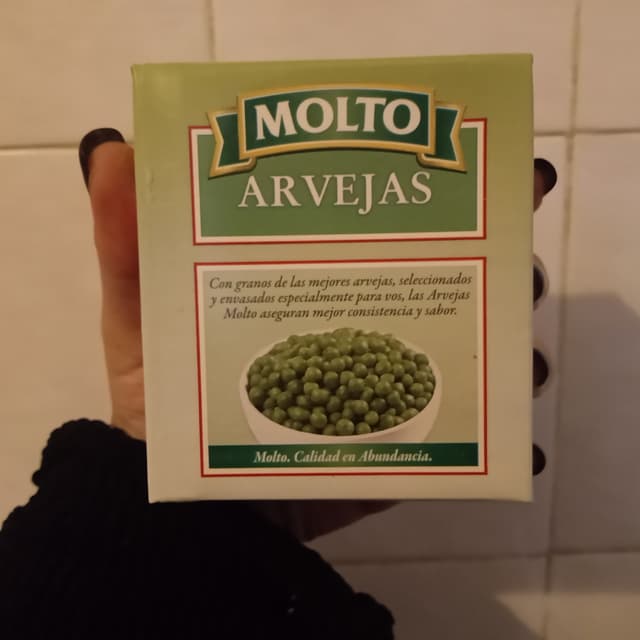 MOLTO
ARVEJAS
Con granos de las mejores arvejas, seleccionados
y envasados especialmente para vos, las Arvejas
Molto aseguran mejor consistencia y sabor.
Molto. Calidad en Abundancia.